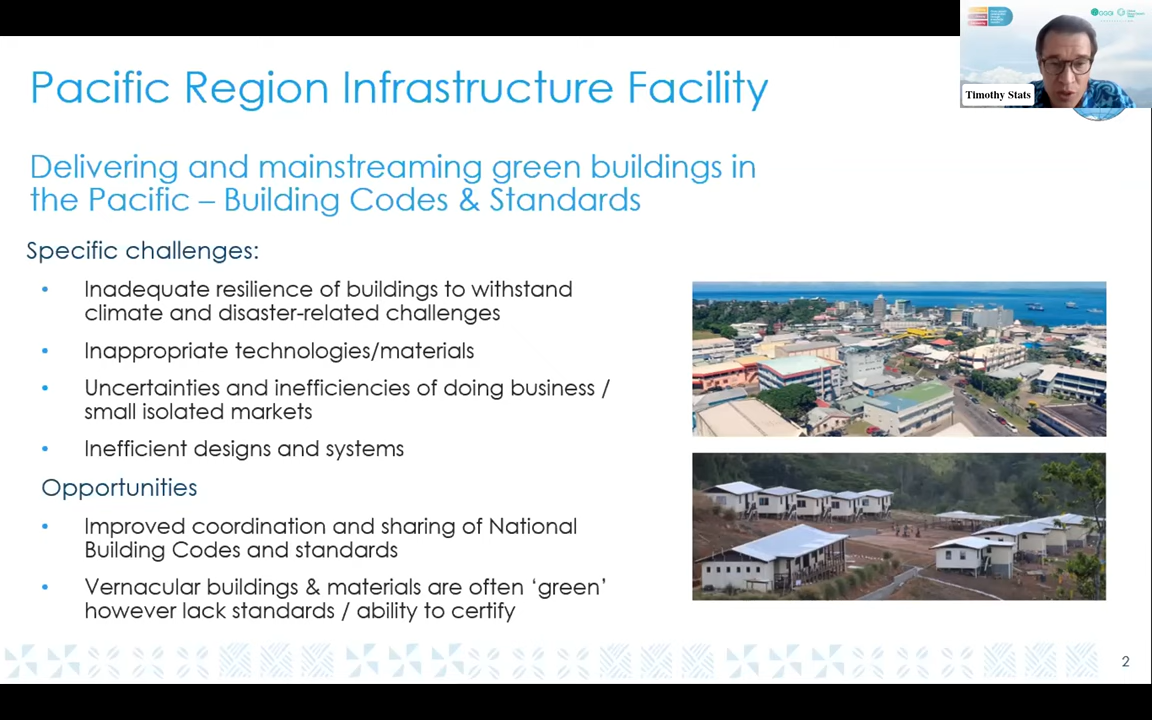 Pacific Region Infrastructure Facility
Timothy Stats
Delivering and mainstreaming green buildings in
the Pacific – Building Codes & Standards
Specific challenges:
• Inadequate resilience of buildings to withstand
climate and disaster-related challenges
• Inappropriate technologies/materials
• Uncertainties and inefficiencies of doing business /
small isolated markets
• Inefficient designs and systems
Opportunities
• Improved coordination and sharing of National
Building Codes and standards
• Vernacular buildings & materials are often ‘green’
however lack standards / ability to certify
2